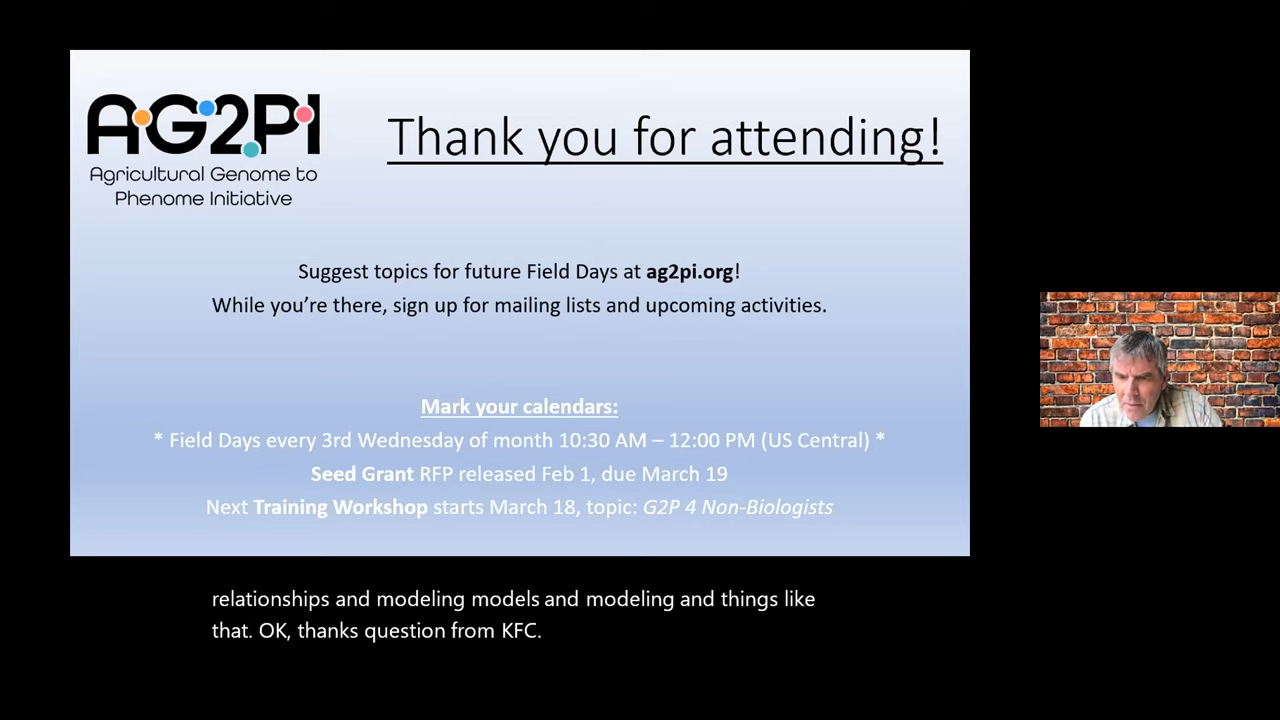 AG2PI
Agricultural Genome to
Phenome Initiative
Thank you for attending!
Suggest topics for future Field Days at ag2pi.org!
While you're there, sign up for mailing lists and upcoming activities.
Mark your calendars:
* Field Days every 3rd Wednesday of month 10:30 AM – 12:00 PM (US Central) *
Seed Grant RFP released Feb 1, due March 19
Next Training Workshop starts March 18, topic: G2P 4 Non-Biologists
relationships and modeling models and modeling and things like
that. OK, thanks question from KFC.